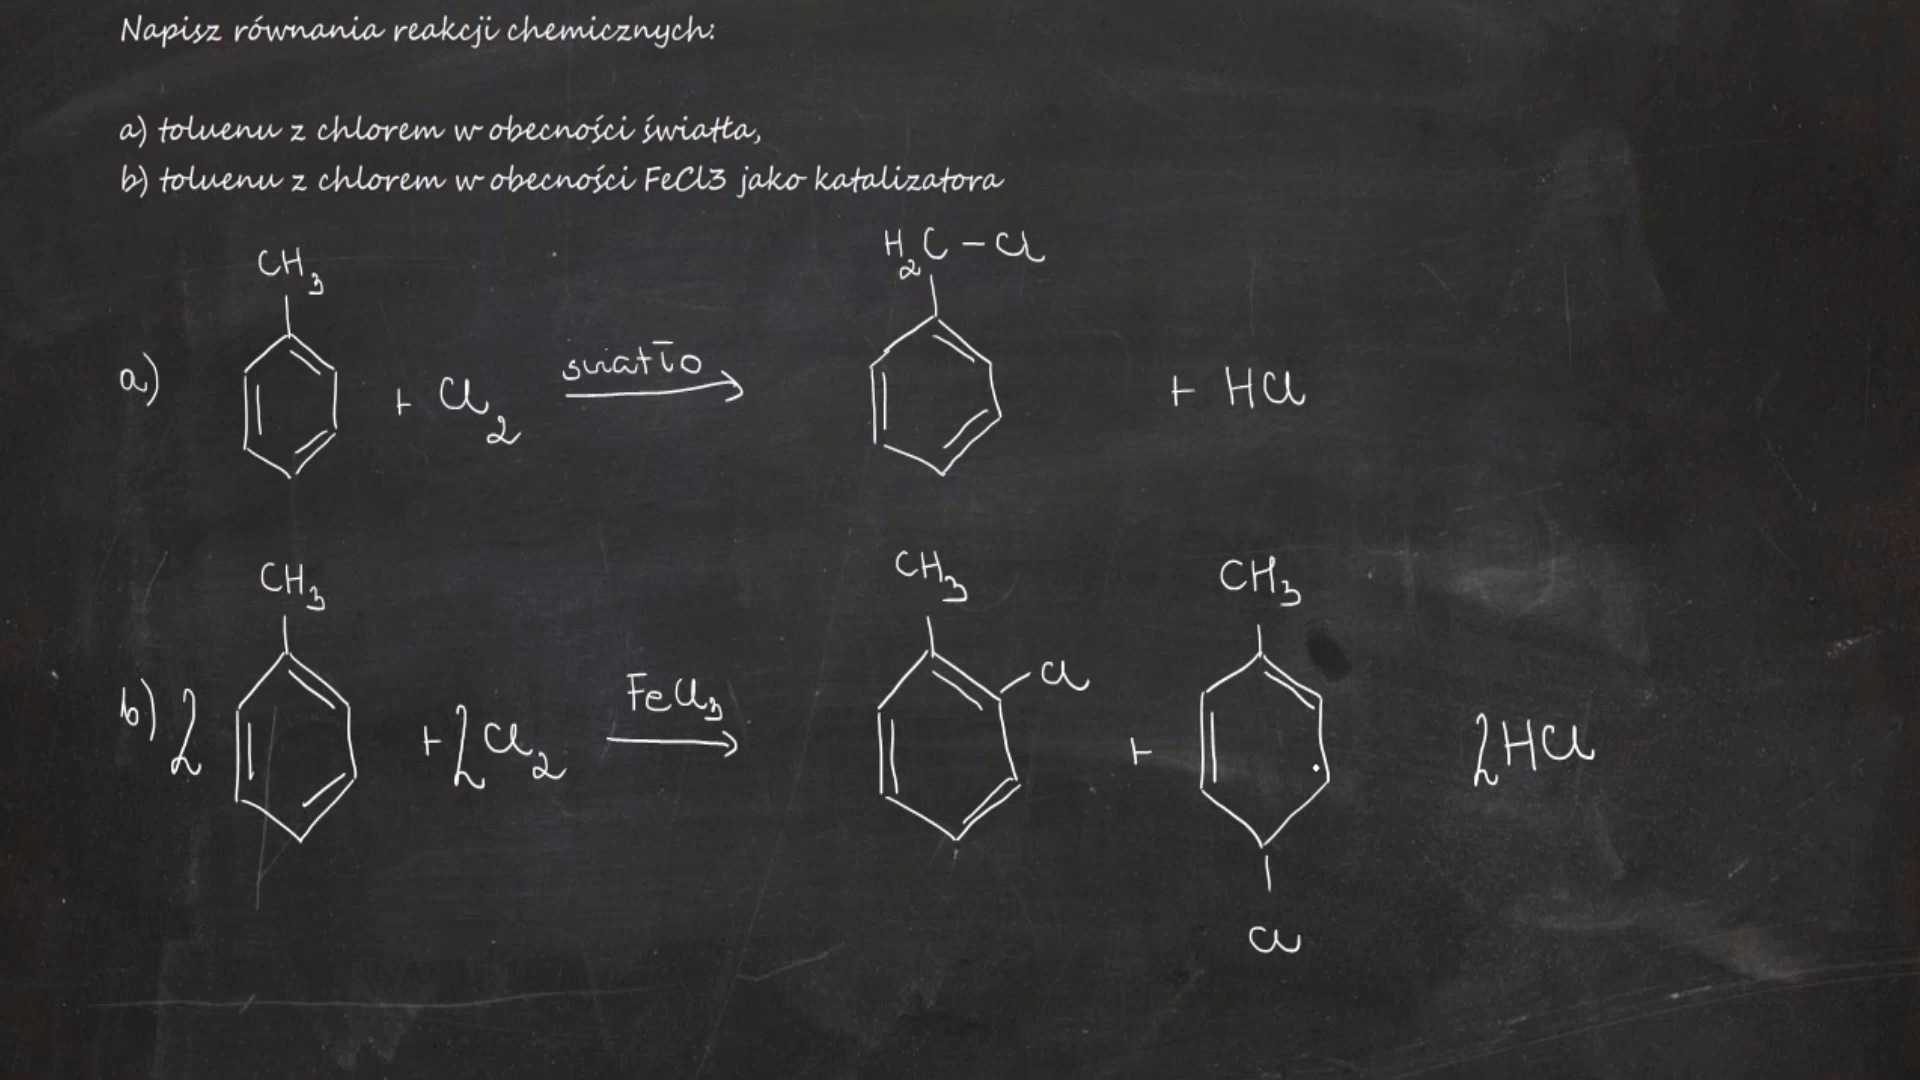 Napisz równania reakcji chemicznych:
a) toluenu z chlorem w obecności światła,
b) toluenu z chlorem w obecności FeCl3 jako katalizatora
CH3
H2C-Cl
a)
+ Cl2
światło
+ HCl
CH3
CH3
CH3
b) 2
+ 2Cl2
FeCl3
Cl
+
2HCl
Cl